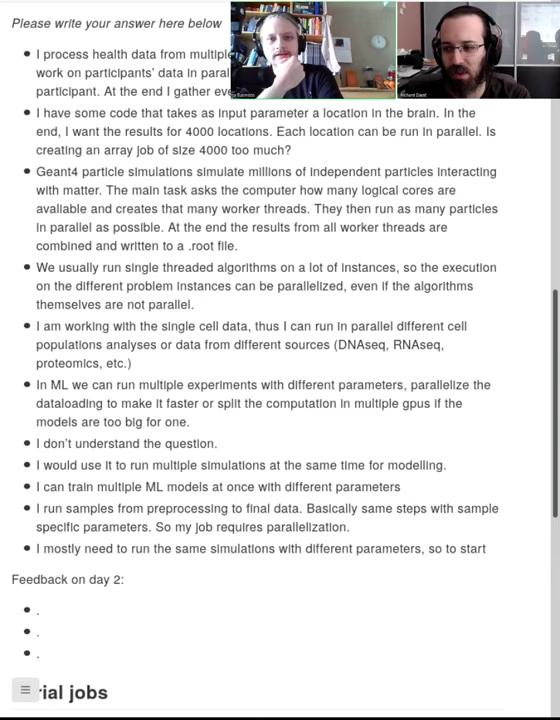 Please write your answer here below
I process health data from multiple
work on participants’ data in paral
participant. At the end I gather eve
I have some code that takes as input parameter a location in the brain. In the
end, I want the results for 4000 locations. Each location can be run in parallel. Is
creating an array job of size 4000 too much?
Geant4 particle simulations simulate millions of independent particles interacting
with matter. The main task asks the computer how many logical cores are
avaliable and creates that many worker threads. They then run as many particles
in parallel as possible. At the end the results from all worker threads are
combined and written to a .root file.
We usually run single threaded algorithms on a lot of instances, so the execution
on the different problem instances can be parallelized, even if the algorithms
themselves are not parallel.
I am working with the single cell data, thus I can run in parallel different cell
populations analyses or data from different sources (DNAseq, RNAseq,
proteomics, etc.)
In ML we can run multiple experiments with different parameters, parallelize the
dataloading to make it faster or split the computation in multiple gpus if the
models are too big for one.
I don’t understand the question.
I would use it to run multiple simulations at the same time for modelling.
I can train multiple ML models at once with different parameters
I run samples from preprocessing to final data. Basically same steps with sample
specific parameters. So my job requires parallelization.
I mostly need to run the same simulations with different parameters, so to start
Feedback on day 2:
.
.
.
rial jobs